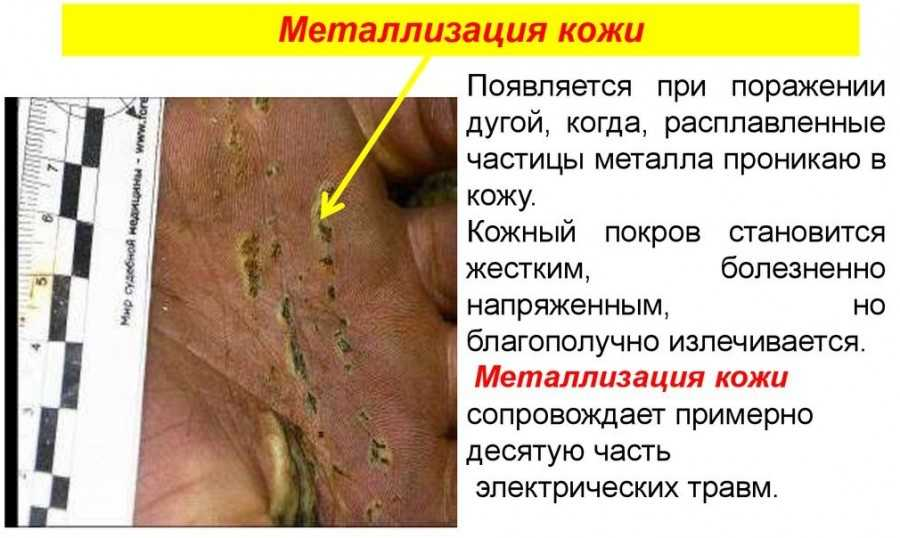 Металлизация кожи
Появляется при поражении
дугой, когда, расплавленные
частицы металла проникаю в
кожу.
Кожный покров становится
жестким, болезненно
напряженным, но
благополучно излечивается.
Металлизация кожи
сопровождает примерно
десятую часть
электрических травм.
Мир судебной медицины - www.fore
7
6
5
4
3